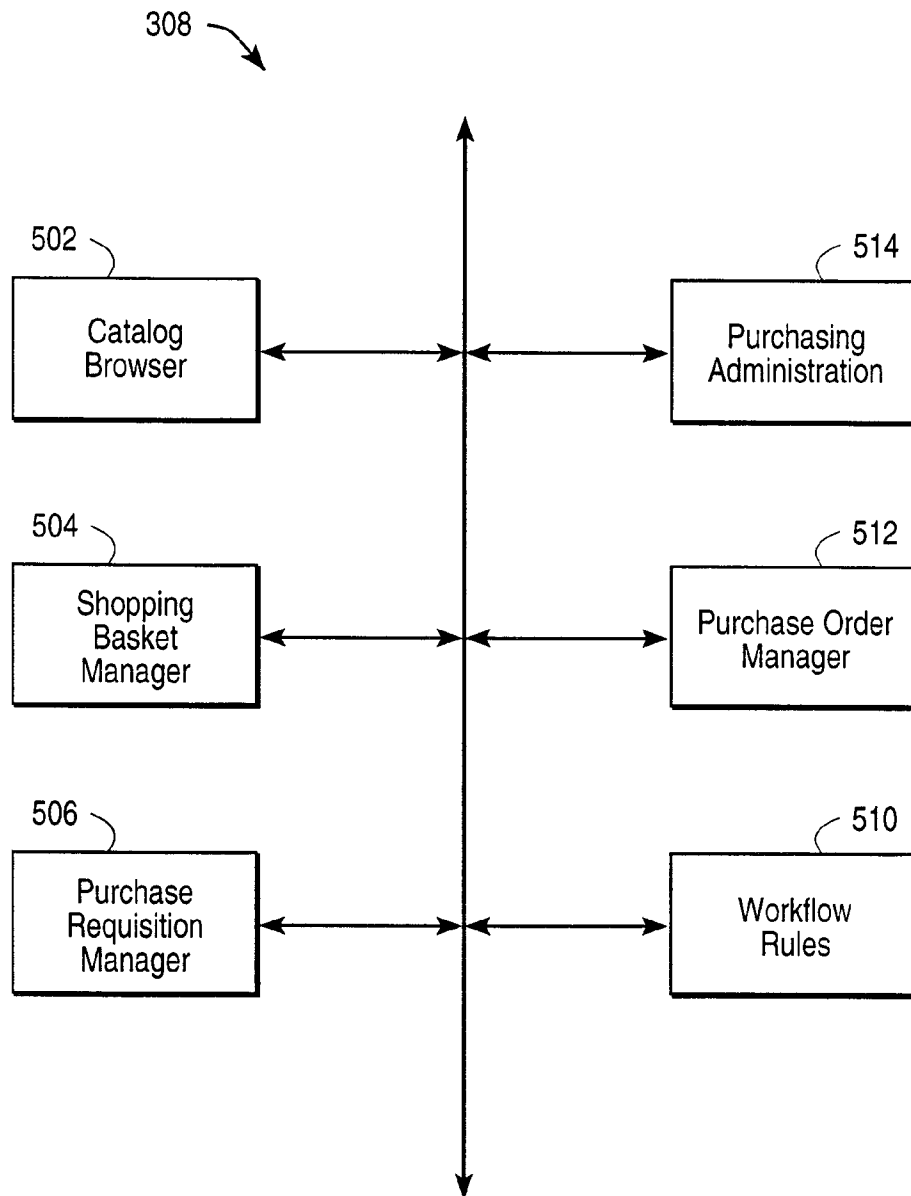 308
502
Catalog
Browser
514
Purchasing
Administration
504
Shopping
Basket
Manager
512
Purchase Order
Manager
506
Purchase
Requisition
Manager
510
Workflow
Rules